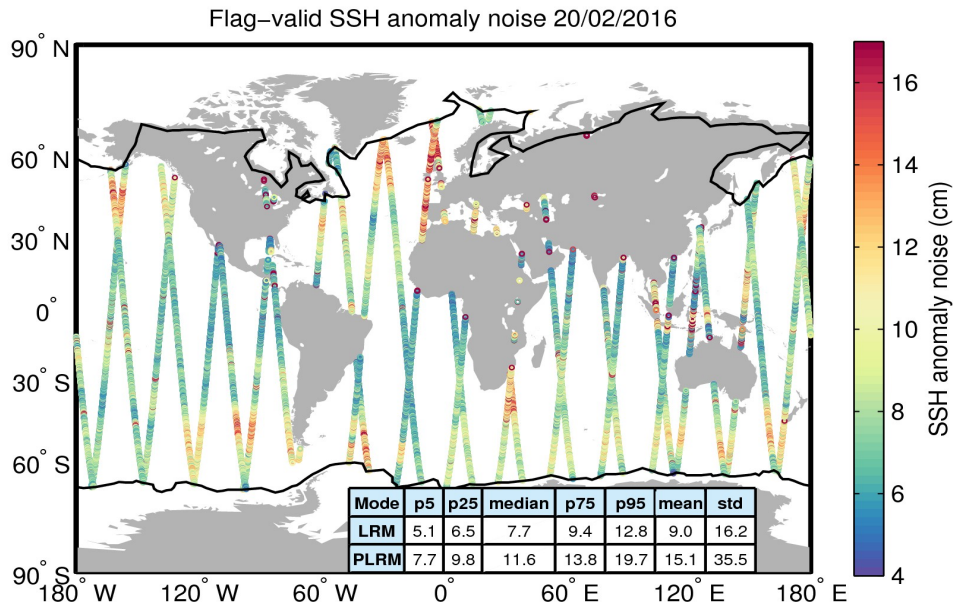 Flag−valid SSH anomaly noise 20/02/2016
90° N
60° N
30° N
0°
30° S
60° S
90° S
180° W
120° W
60° W
0°
60° E
120° E
180° E
Mode p5 p25 median p75 p95 mean std
LRM 5.1 6.5 7.7 9.4 12.8 9.0 16.2
PLRM 7.7 9.8 11.6 13.8 19.7 15.1 35.5
16
14
12
10
8
6
4
SSH anomaly noise (cm)